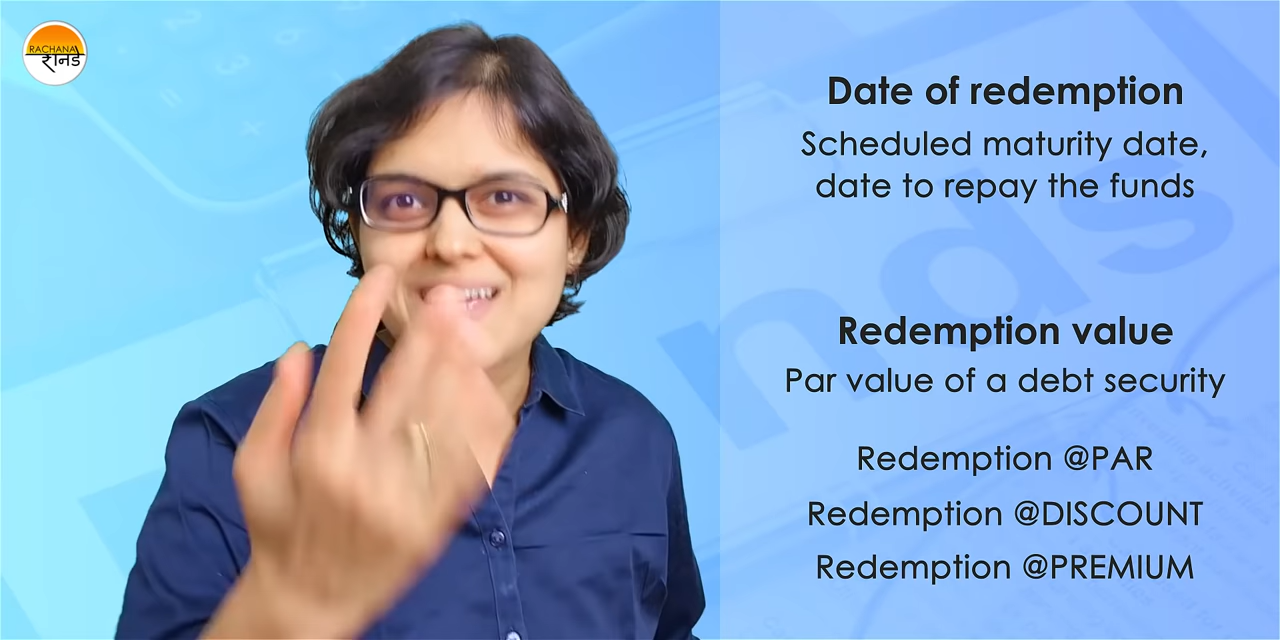 RACHANA
रानडे
Date of redemption
Scheduled maturity date,
date to repay the funds
Redemption value
Par value of a debt security
Redemption @PAR
Redemption @DISCOUNT
Redemption @PREMIUM